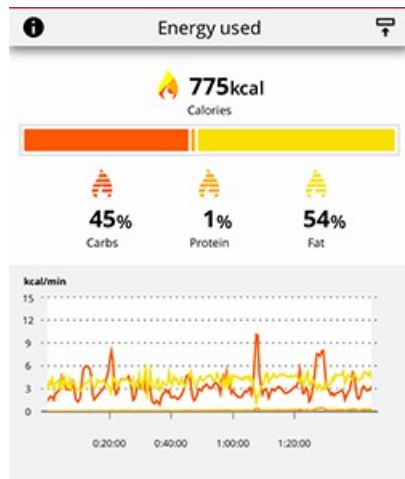 Energy used
775kcal
Calories
45% 1% 54%
Carbs Protein Fat
kcal/min
15
12
9
6
3
0
0:20:00 0:40:00 1:00:00 1:20:00